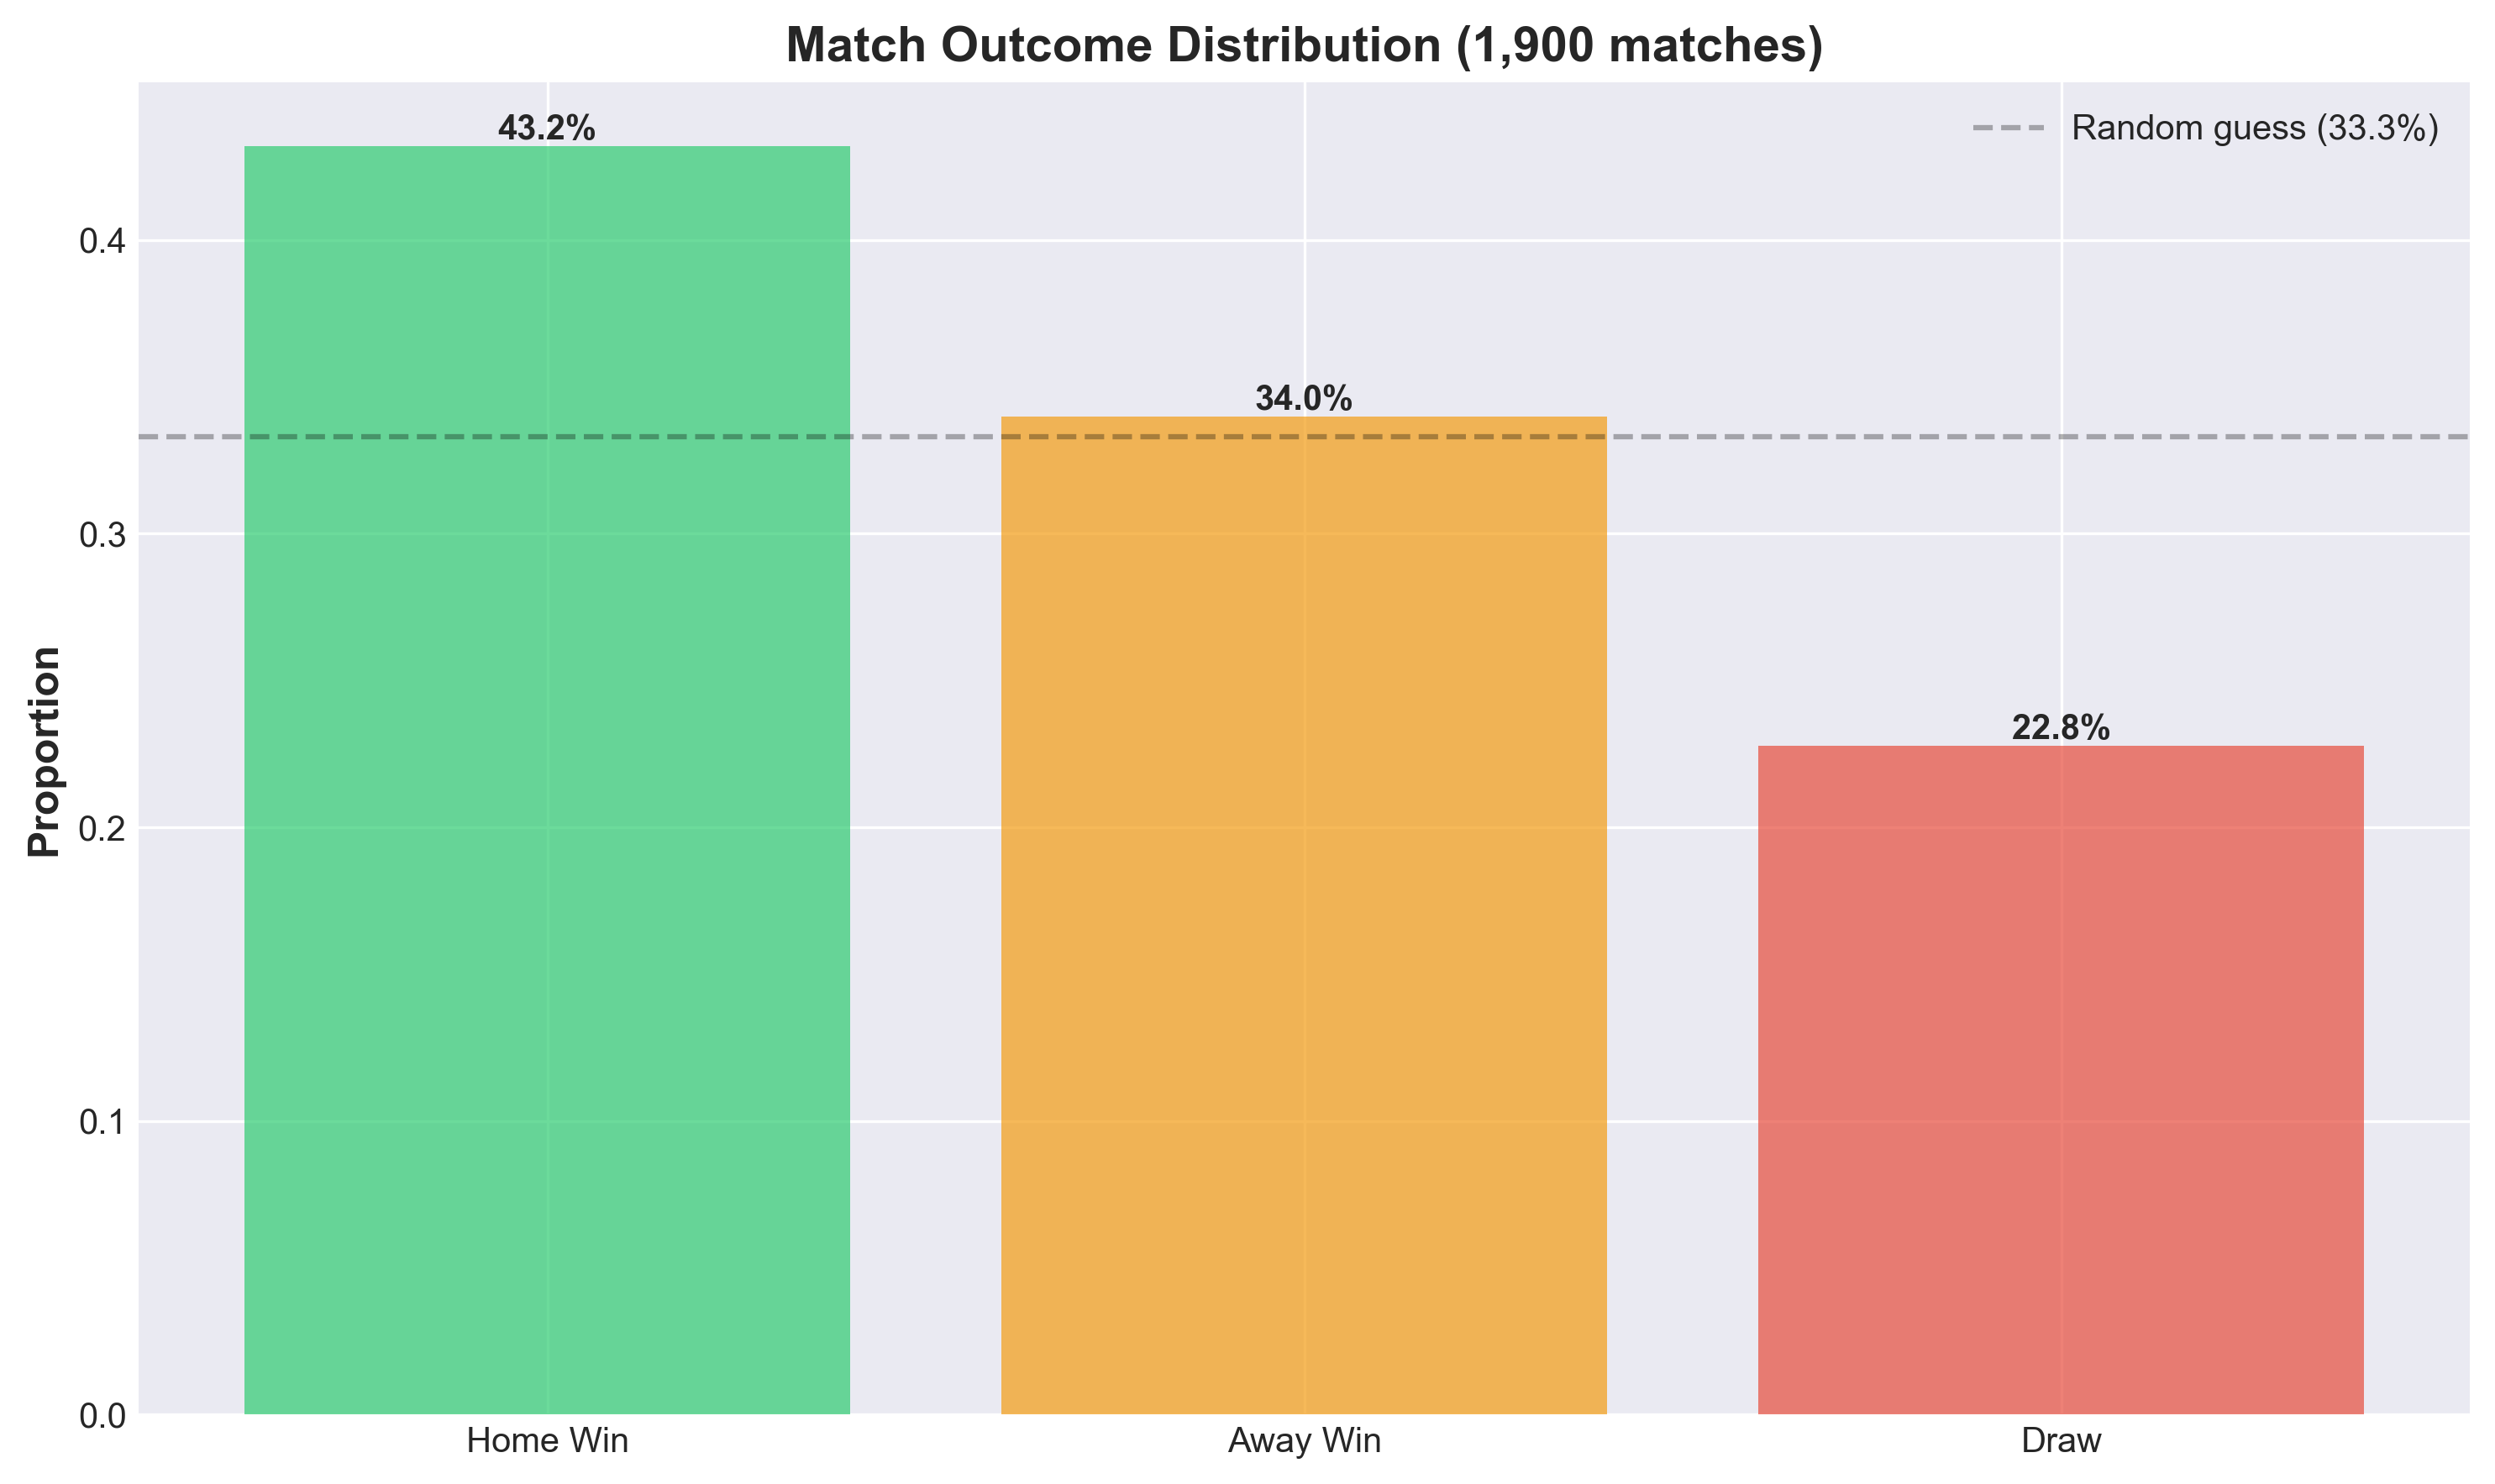 Match Outcome Distribution (1,900 matches)
43.2%
Random guess (33.3%)
0.4
34.0%
0.3
Proportion
22.8%
0.2
0.1
0.0
Home Win
Away Win
Draw